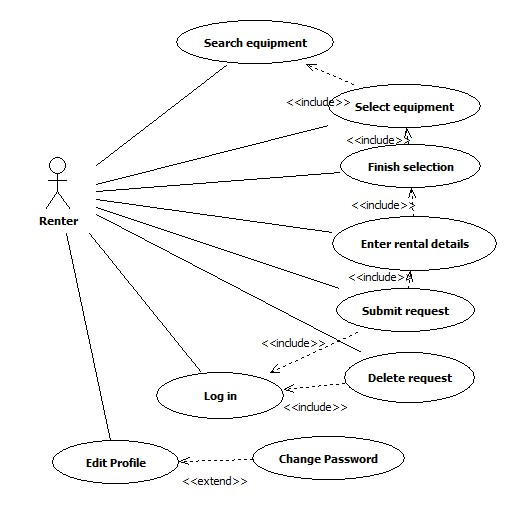 Search equipment
<<include>>
Select equipment
<<include>>
Finish selection
Renter
<<include>>
Enter rental details
<<include>>
Submit request
<<include>>
Delete request
Log in
<<include>>
Edit Profile
Change Password
<<extend>>